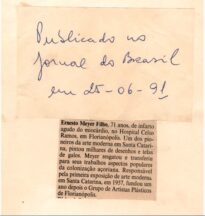 Publicado no
Jornal do Brasil
em 25-06-91
Ernesto Meyer Filho, 71 anos, de infarto
agudo do miocárdio, no Hospital Celso
Ramos, em Florianópolis. Um dos pio-
neiros da arte moderna em Santa Catari-
na, pintou milhares de desenhos e telas
de galos. Meyer resgatou e transferiu
para seus trabalhos aspectos populares
da colonização açoriana. Responsável
pela primeira exposição de arte moderna
em Santa Catarina, em 1957, fundou um
ano depois o Grupo de Artistas Plásticos
de Florianópolis.